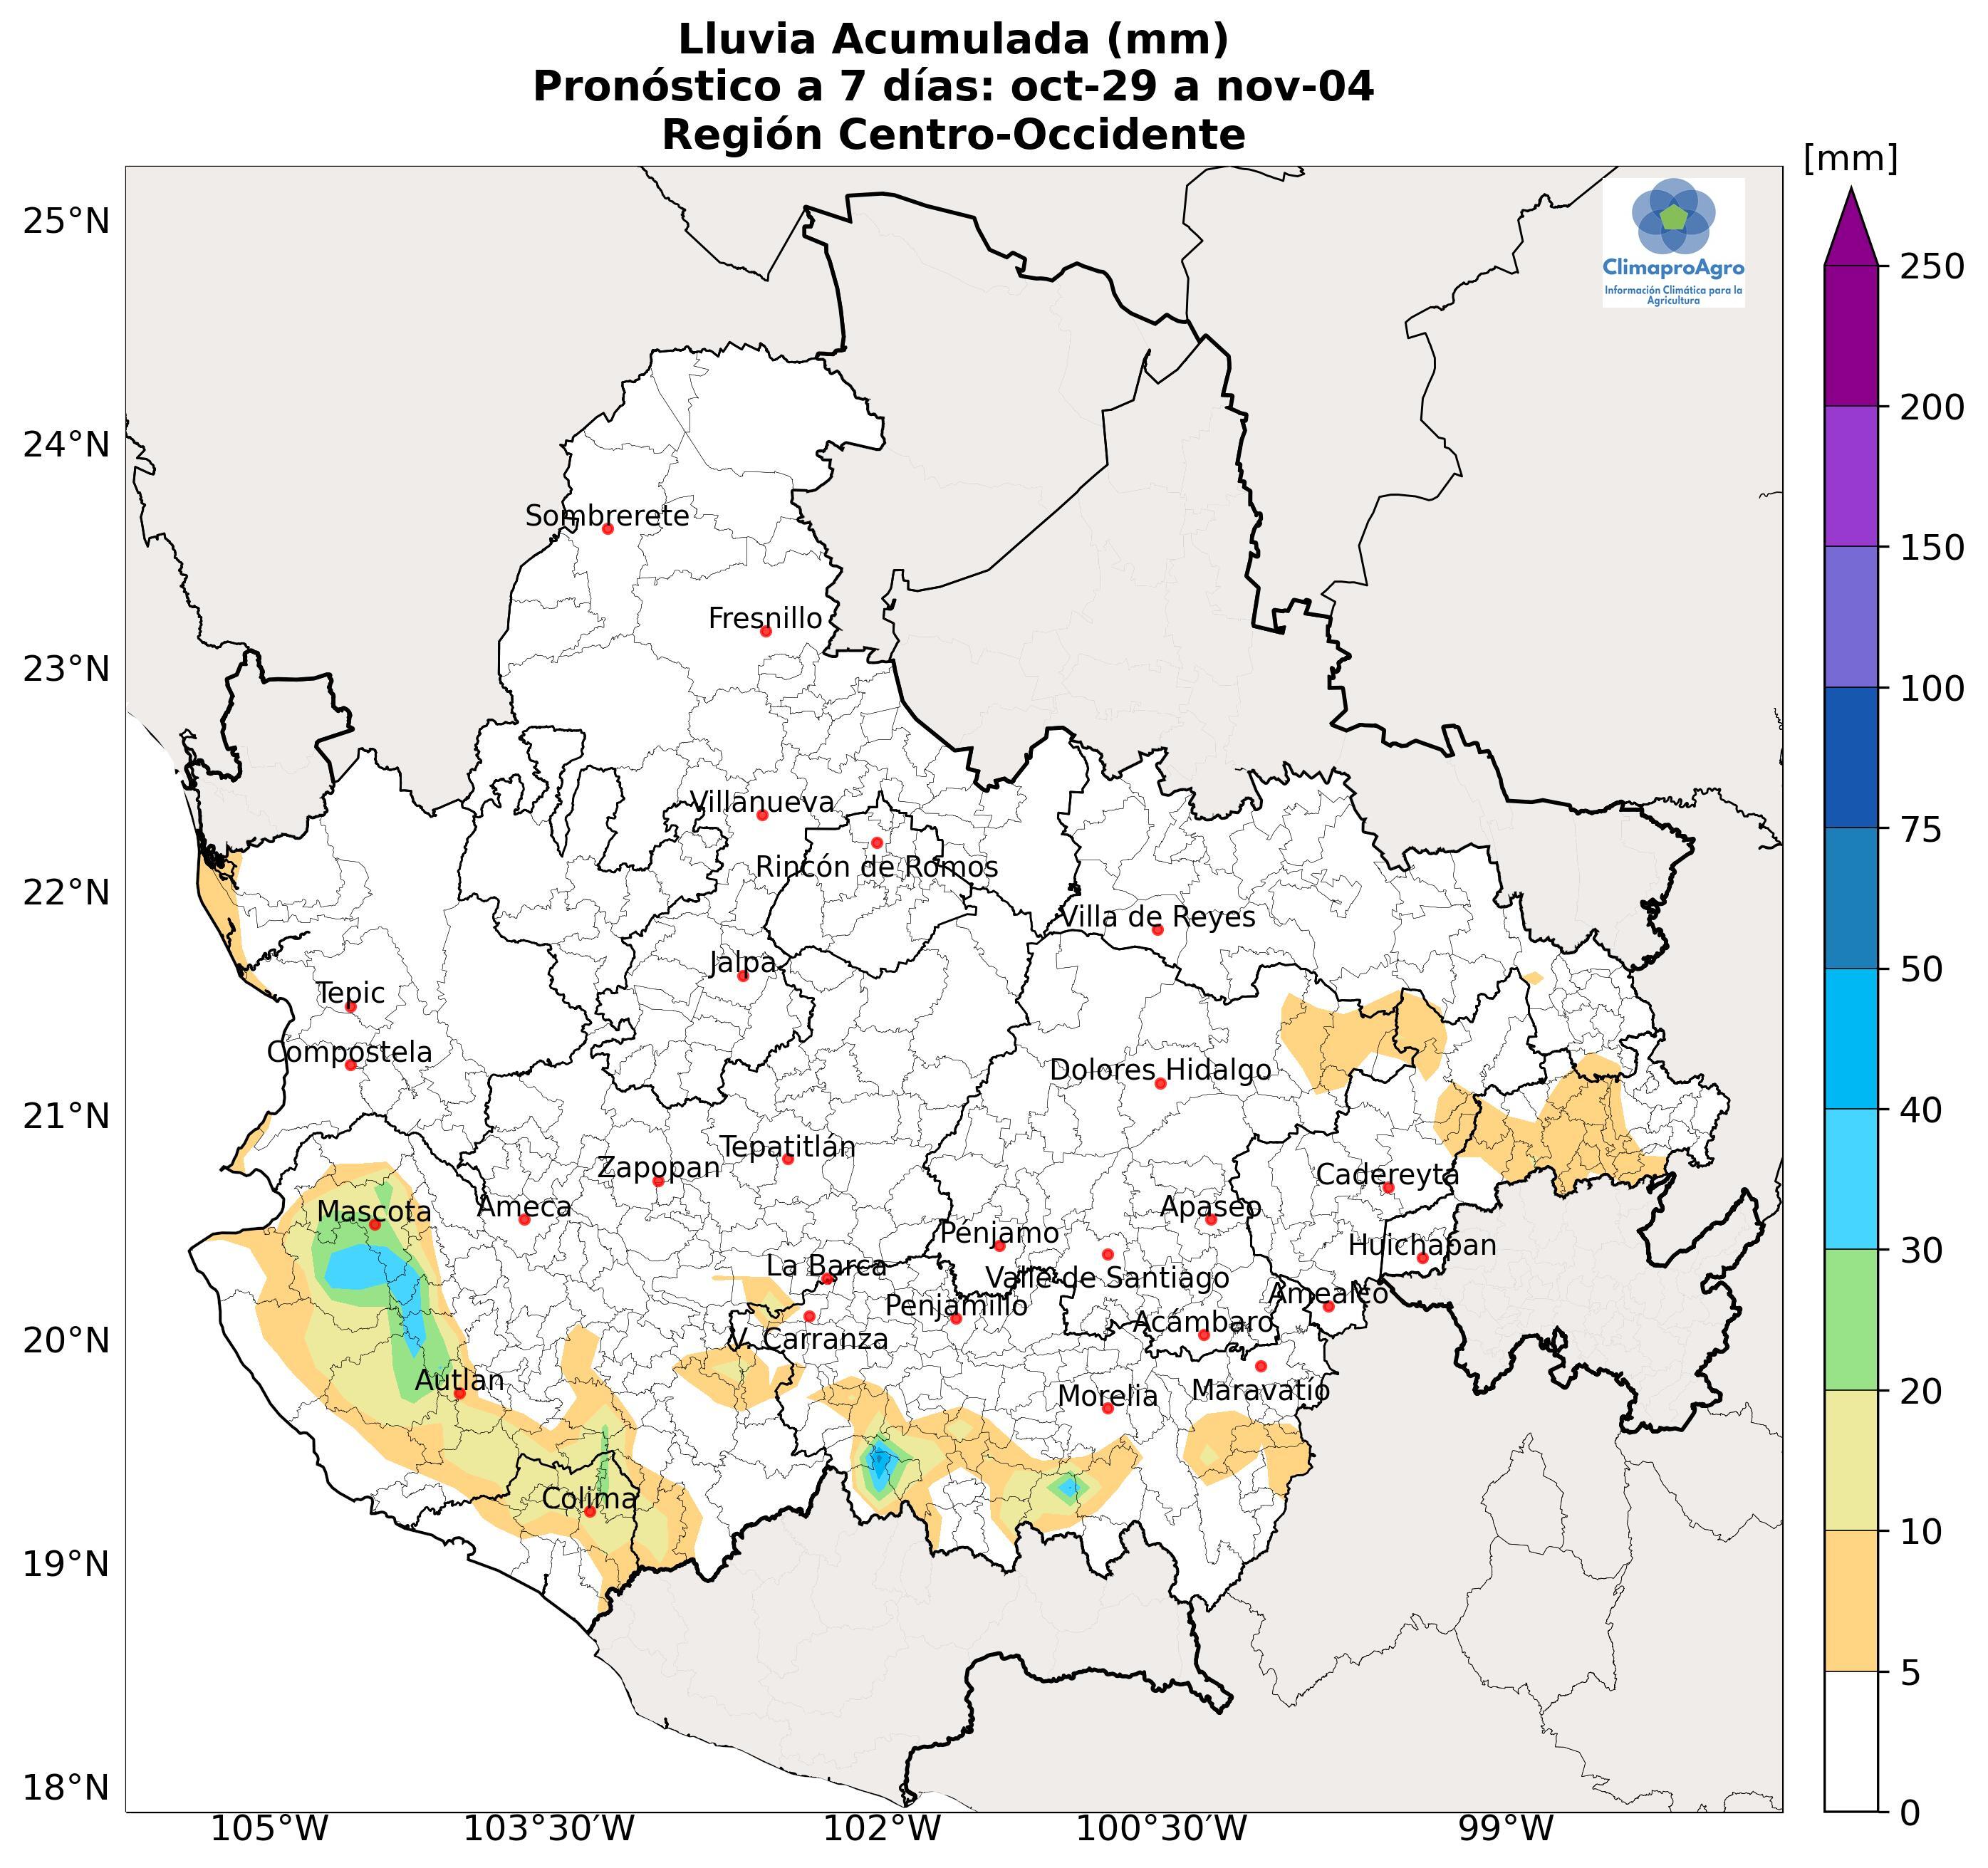 Lluvia Acumulada (mm)
Pronóstico a 7 días: oct-29 a nov-04
Región Centro-Occidente
[mm]
25°N
24°N
23°N
22°N
21°N
20°N
19°N
18°N
ClimaproAgro
Información Climática para la
Agricultura
250
200
150
100
75
50
40
30
20
10
5
0
Sombrerete
Fresnillo
Villanueva
Rincón de Romos
Villa de Reyes
Jalpa
Tepic
Compostela
Dolores Hidalgo
Tepatitlán
Zapopan
Cadereyta
Mascota
Ameca
Apaseo
Pénjamo
Huichapan
La Barca
Valle de Santiago
Amealco
Penjamillo
Acámbaro
V. Carranza
Autlán
Morelia
Maravatío
Colima
105°W
103°30'W
102°W
100°30'W
99°W